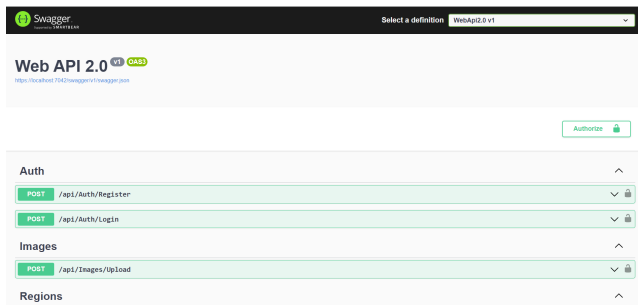 Swagger.
Supported by SMARTBEAR
Select a definition
WebApi2.0 v1
Web API 2.0 v1 OAS3
https://localhost:7042/swagger/v1/swagger.json
Authorize
Auth
POST /api/Auth/Register
POST /api/Auth/Login
Images
POST /api/Images/Upload
Regions